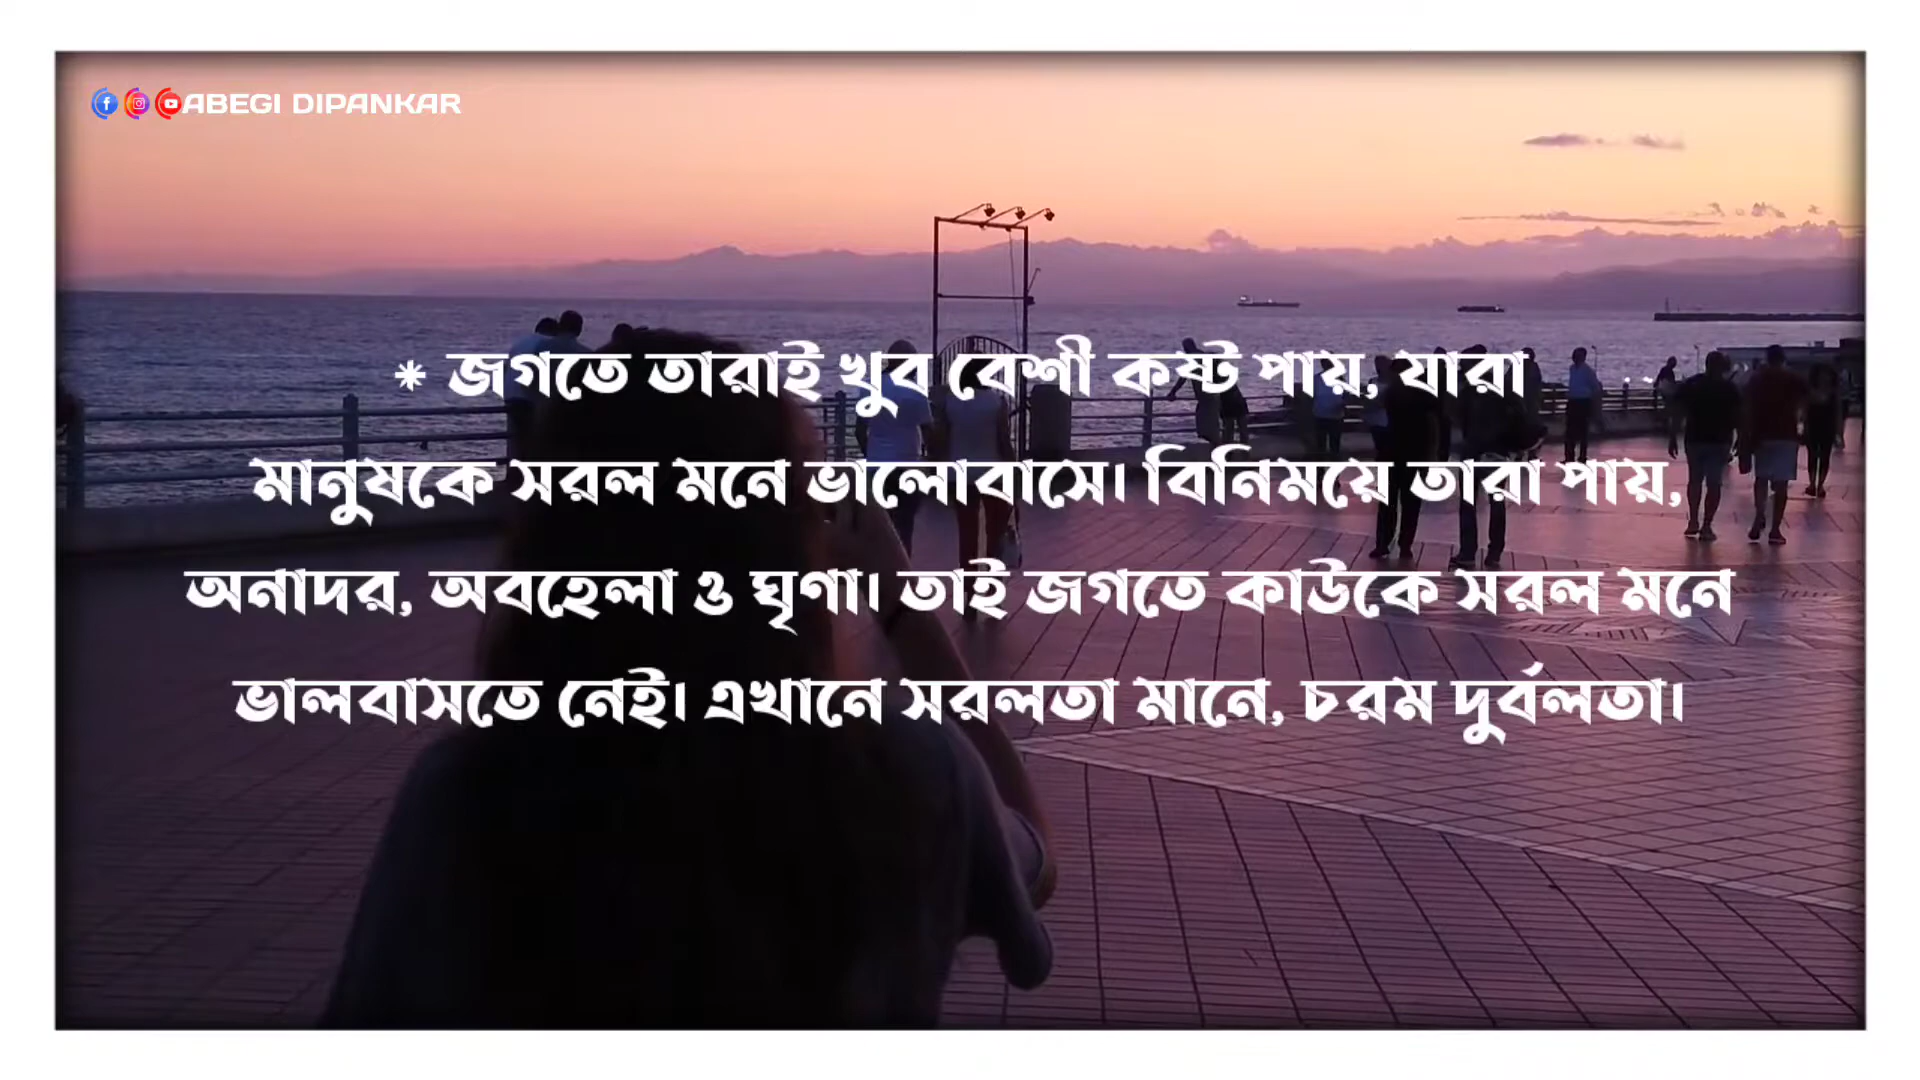 ABEGI DIPANKAR
* জগতে তারাই খুব বেশী কষ্ট পায়, যারা
মানুষকে সরল মনে ভালোবাসে। বিনিময়ে তারা পায়,
অনাদর, অবহেলা ও ঘৃণা। তাই জগতে কাউকে সরল মনে
ভালবাসতে নেই। এখানে সরলতা মানে, চরম দুর্বলতা।